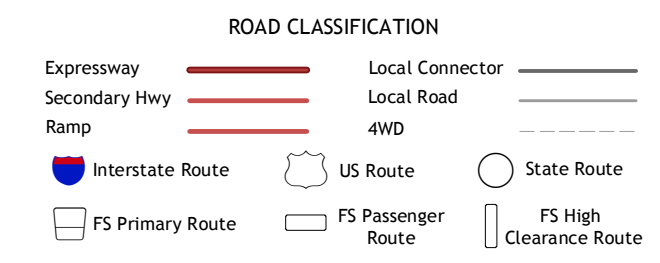 ROAD CLASSIFICATION
Expressway
Local Connector
Secondary Hwy
Local Road
Ramp
4WD
Interstate Route
US Route
State Route
FS Primary Route
FS Passenger
Route
FS High
Clearance Route